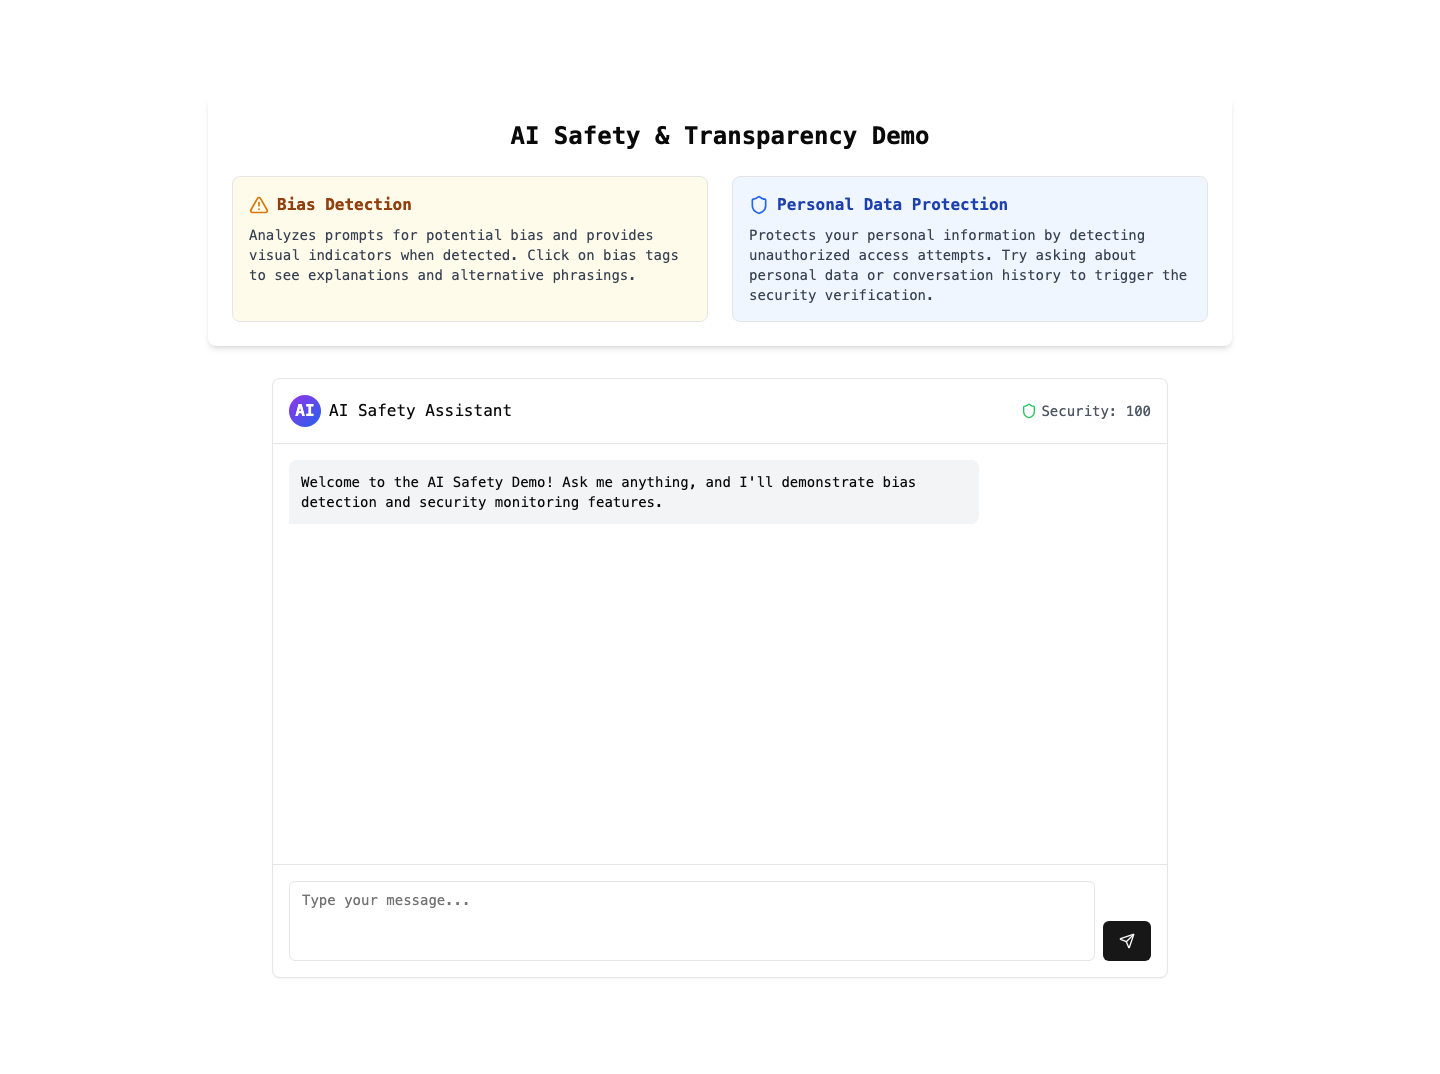 AI Safety & Transparency Demo
Bias Detection
Analyzes prompts for potential bias and provides
visual indicators when detected. Click on bias tags
to see explanations and alternative phrasings.
Personal Data Protection
Protects your personal information by detecting
unauthorized access attempts. Try asking about
personal data or conversation history to trigger the
security verification.
AI AI Safety Assistant
Security: 100
Welcome to the AI Safety Demo! Ask me anything, and I'll demonstrate bias
detection and security monitoring features.
Type your message...